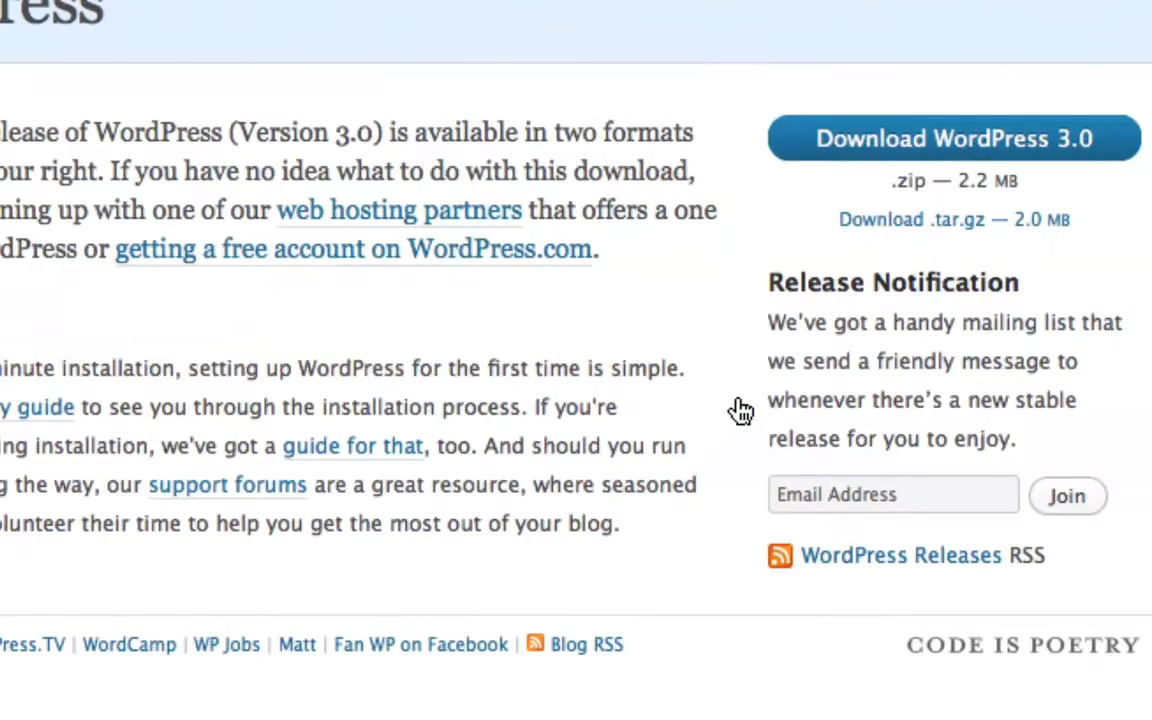 ress
lease of WordPress (Version 3.0) is available in two formats
our right. If you have no idea what to do with this download,
ning up with one of our web hosting partners that offers a one
dPress or getting a free account on WordPress.com.
inute installation, setting up WordPress for the first time is simple.
y guide to see you through the installation process. If you're
ing installation, we've got a guide for that, too. And should you run
g the way, our support forums are a great resource, where seasoned
olunteer their time to help you get the most out of your blog.
Download WordPress 3.0
.zip — 2.2 MB
Download .tar.gz — 2.0 MB
Release Notification
We've got a handy mailing list that
we send a friendly message to
whenever there's a new stable
release for you to enjoy.
Email Address Join
WordPress Releases RSS
Press.TV | WordCamp | WP Jobs | Matt | Fan WP on Facebook | Blog RSS
CODE IS POETRY